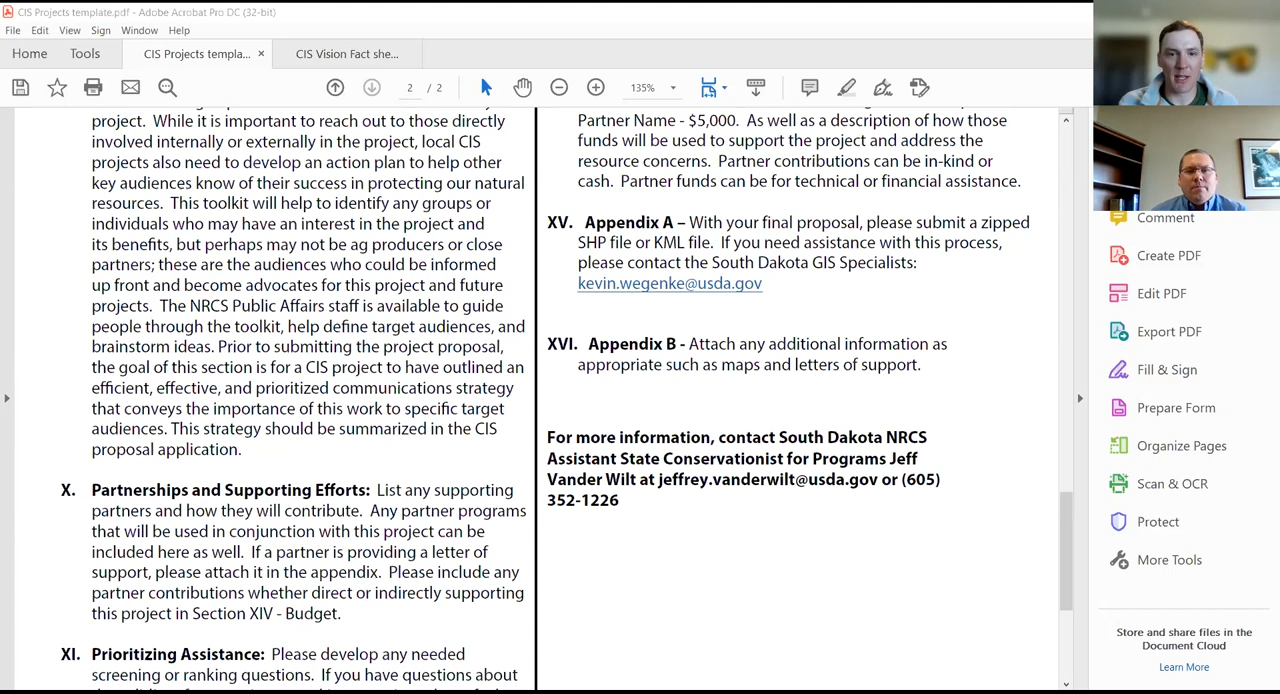 CIS Projects template.pdf - Adobe Acrobat Pro DC (32-bit)
File Edit View Sign Window Help
Home Tools CIS Projects templa... × CIS Vision Fact shee...
2 / 2 135%
project. While it is important to reach out to those directly
involved internally or externally in the project, local CIS
projects also need to develop an action plan to help other
key audiences know of their success in protecting our natural
resources. This toolkit will help to identify any groups or
individuals who may have an interest in the project and
its benefits, but perhaps may not be ag producers or close
partners; these are the audiences who could be informed
up front and become advocates for this project and future
projects. The NRCS Public Affairs staff is available to guide
people through the toolkit, help define target audiences, and
brainstorm ideas. Prior to submitting the project proposal,
the goal of this section is for a CIS project to have outlined an
efficient, effective, and prioritized communications strategy
that conveys the importance of this work to specific target
audiences. This strategy should be summarized in the CIS
proposal application.
X. Partnerships and Supporting Efforts: List any supporting
partners and how they will contribute. Any partner programs
that will be used in conjunction with this project can be
included here as well. If a partner is providing a letter of
support, please attach it in the appendix. Please include any
partner contributions whether direct or indirectly supporting
this project in Section XIV - Budget.
XI. Prioritizing Assistance: Please develop any needed
screening or ranking questions. If you have questions about
Partner Name - $5,000. As well as a description of how those
funds will be used to support the project and address the
resource concerns. Partner contributions can be in-kind or
cash. Partner funds can be for technical or financial assistance.
XV. Appendix A – With your final proposal, please submit a zipped
SHP file or KML file. If you need assistance with this process,
please contact the South Dakota GIS Specialists:
kevin.wegenke@usda.gov
XVI. Appendix B - Attach any additional information as
appropriate such as maps and letters of support.
For more information, contact South Dakota NRCS
Assistant State Conservationist for Programs Jeff
Vander Wilt at jeffrey.vanderwilt@usda.gov or (605)
352-1226
Comment
Create PDF
Edit PDF
Export PDF
Fill & Sign
Prepare Form
Organize Pages
Scan & OCR
Protect
More Tools
Store and share files in the
Document Cloud
Learn More